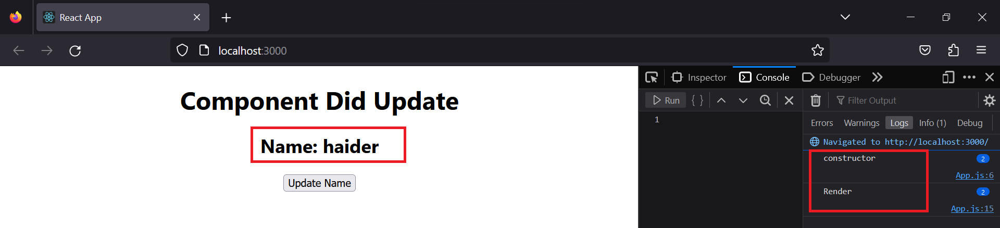 React App
localhost:3000
Component Did Update
Name: haider
Update Name
Inspector Console Debugger
Run { }
Filter Output
1
Errors Warnings Logs Info (1) Debug
Navigated to http://localhost:3000/
constructor 2
App.js:6
Render 2
App.js:15